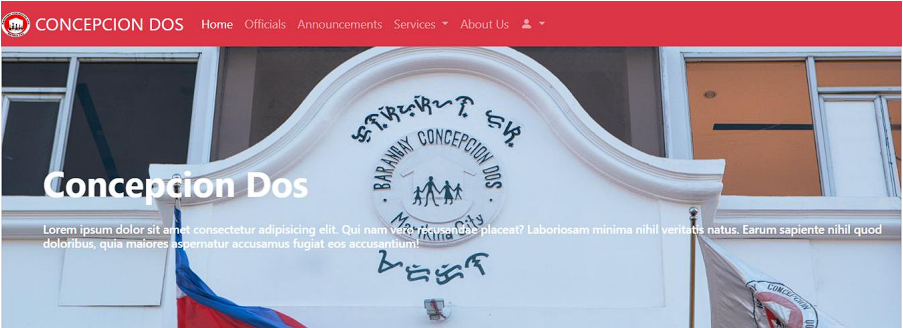 CONCEPCION DOS Home Officials Announcements Services About Us
BARANGAY CONCEPCION DOS
Marikina City
Concepcion Dos
Lorem ipsum dolor sit amet consectetur adipisicing elit. Qui nam vero recusandae placeat? Laboriosam minima nihil veritatis natus. Earum sapiente nihil quod
doloribus, quia maiores aspernatur accusamus fugiat eos accusantium!
CONCEPCION